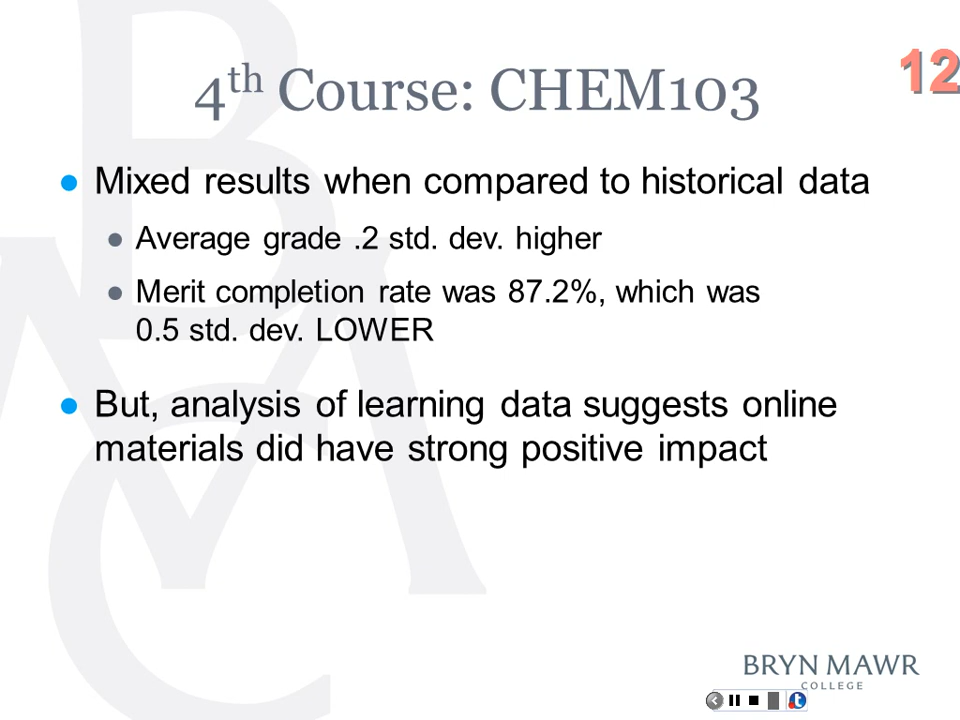 4th Course: CHEM103
12
● Mixed results when compared to historical data
● Average grade .2 std. dev. higher
● Merit completion rate was 87.2%, which was
0.5 std. dev. LOWER
● But, analysis of learning data suggests online
materials did have strong positive impact
BRYN MAWR
COLLEGE